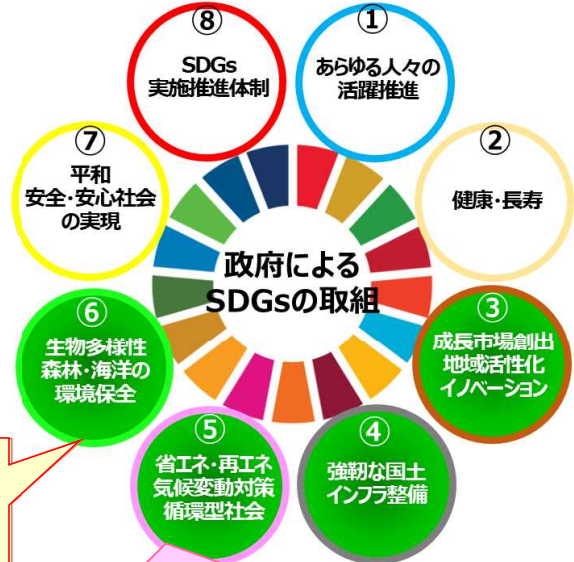 政府による
SDGsの取組
①
あらゆる人々の
活躍推進
②
健康・長寿
③
成長市場創出
地域活性化
イノベーション
④
強靭な国土
インフラ整備
⑤
省エネ・再エネ
気候変動対策
循環型社会
⑥
生物多様性
森林・海洋の
環境保全
⑦
平和
安全・安心社会
の実現
⑧
SDGs
実施推進体制